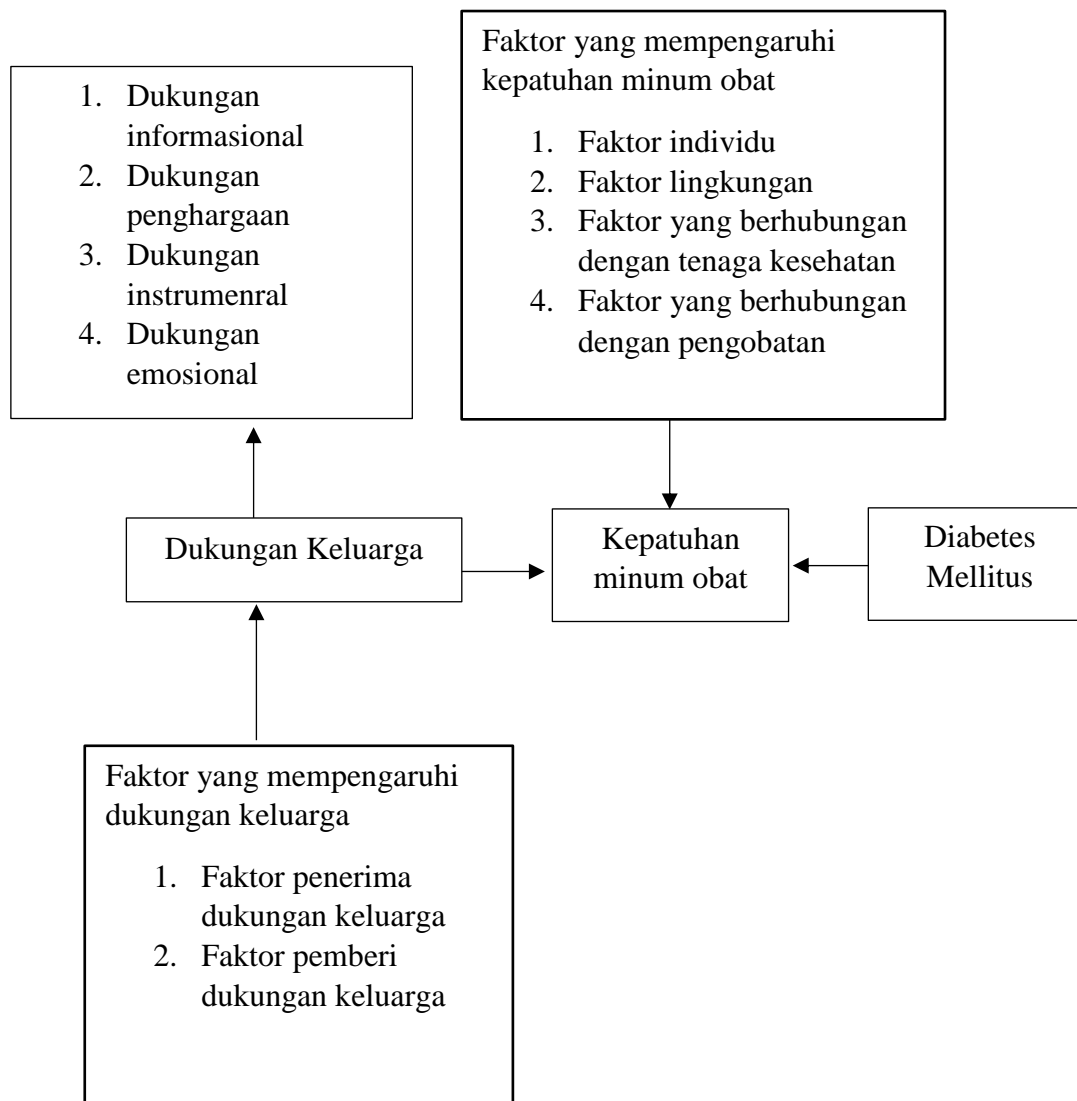 1. Dukungan
informasional
2. Dukungan
penghargaan
3. Dukungan
instrumenral
4. Dukungan
emosional
Faktor yang mempengaruhi
kepatuhan minum obat
1. Faktor individu
2. Faktor lingkungan
3. Faktor yang berhubungan
dengan tenaga kesehatan
4. Faktor yang berhubungan
dengan pengobatan
Dukungan Keluarga
Kepatuhan
minum obat
Diabetes
Mellitus
Faktor yang mempengaruhi
dukungan keluarga
1. Faktor penerima
dukungan keluarga
2. Faktor pemberi
dukungan keluarga